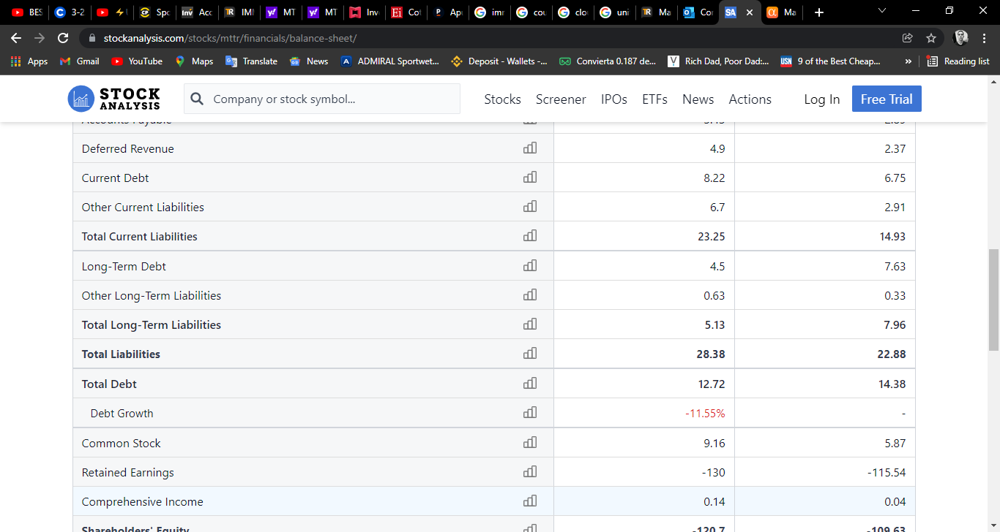 BES 3-2 Spo Acc IMI MT MT Inv Cot Ap imr cou clo uni Ma Co Ma
stockanalysis.com/stocks/mttr/financials/balance-sheet/
Apps Gmail YouTube Maps Translate News ADMIRAL Sportwet... Deposit - Wallets -... Convierta 0.187 de... Rich Dad, Poor Dad:... 9 of the Best Cheap... » Reading list
STOCK ANALYSIS Company or stock symbol... Stocks Screener IPOs ETFs News Actions Log In Free Trial
Accounts Payable
Deferred Revenue 4.9 2.37
Current Debt 8.22 6.75
Other Current Liabilities 6.7 2.91
Total Current Liabilities 23.25 14.93
Long-Term Debt 4.5 7.63
Other Long-Term Liabilities 0.63 0.33
Total Long-Term Liabilities 5.13 7.96
Total Liabilities 28.38 22.88
Total Debt 12.72 14.38
Debt Growth -11.55% -
Common Stock 9.16 5.87
Retained Earnings -130 -115.54
Comprehensive Income 0.14 0.04
Shareholders' Equity -120.7 -109.63